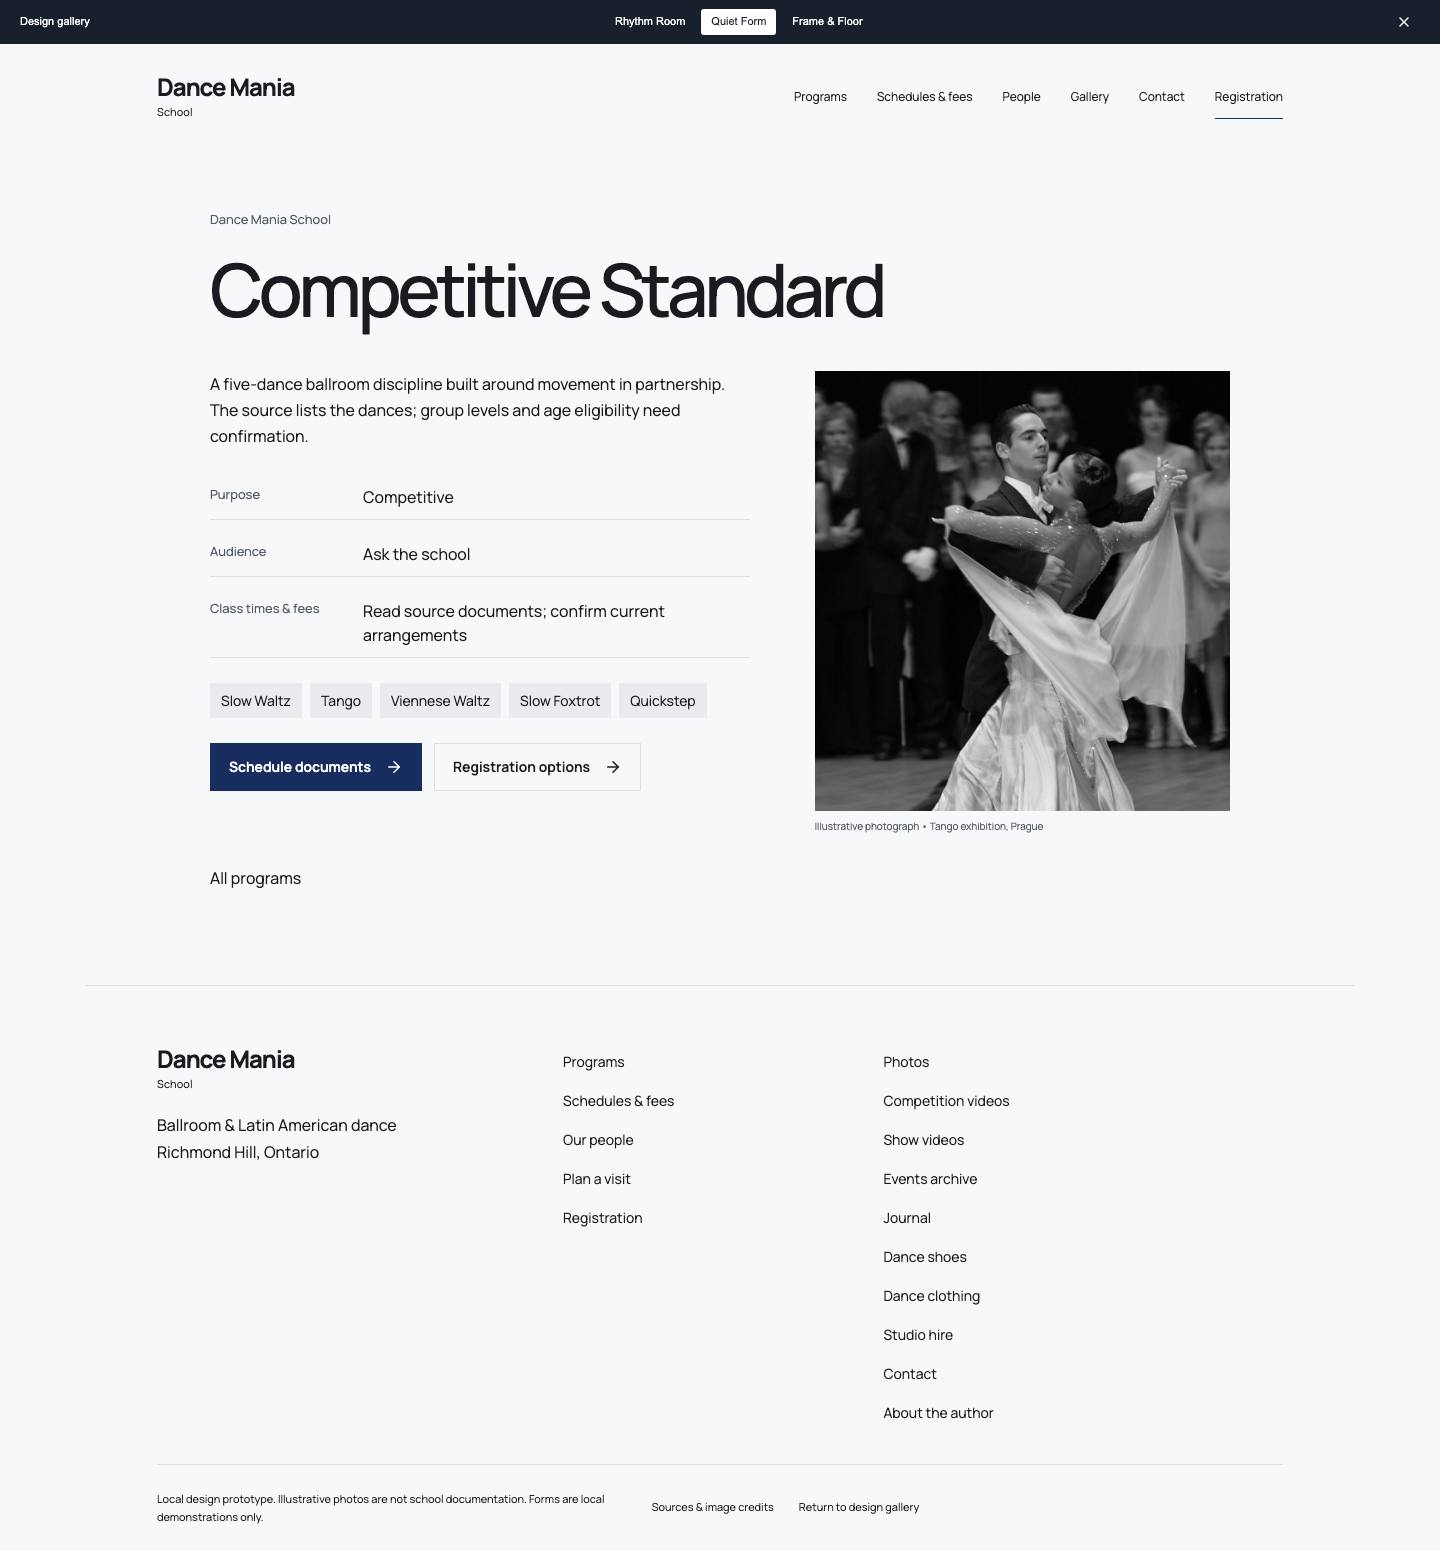 Design gallery
Rhythm Room
Quiet Form
Frame & Floor
Dance Mania
School
Programs
Schedules & fees
People
Gallery
Contact
Registration
Dance Mania School
Competitive Standard
A five-dance ballroom discipline built around movement in partnership.
The source lists the dances; group levels and age eligibility need
confirmation.
Purpose
Competitive
Audience
Ask the school
Class times & fees
Read source documents; confirm current
arrangements
Slow Waltz
Tango
Viennese Waltz
Slow Foxtrot
Quickstep
Schedule documents
Registration options
Illustrative photograph • Tango exhibition, Prague
All programs
Dance Mania
School
Ballroom & Latin American dance
Richmond Hill, Ontario
Programs
Schedules & fees
Our people
Plan a visit
Registration
Photos
Competition videos
Show videos
Events archive
Journal
Dance shoes
Dance clothing
Studio hire
Contact
About the author
Local design prototype. Illustrative photos are not school documentation. Forms are local
demonstrations only.
Sources & image credits
Return to design gallery